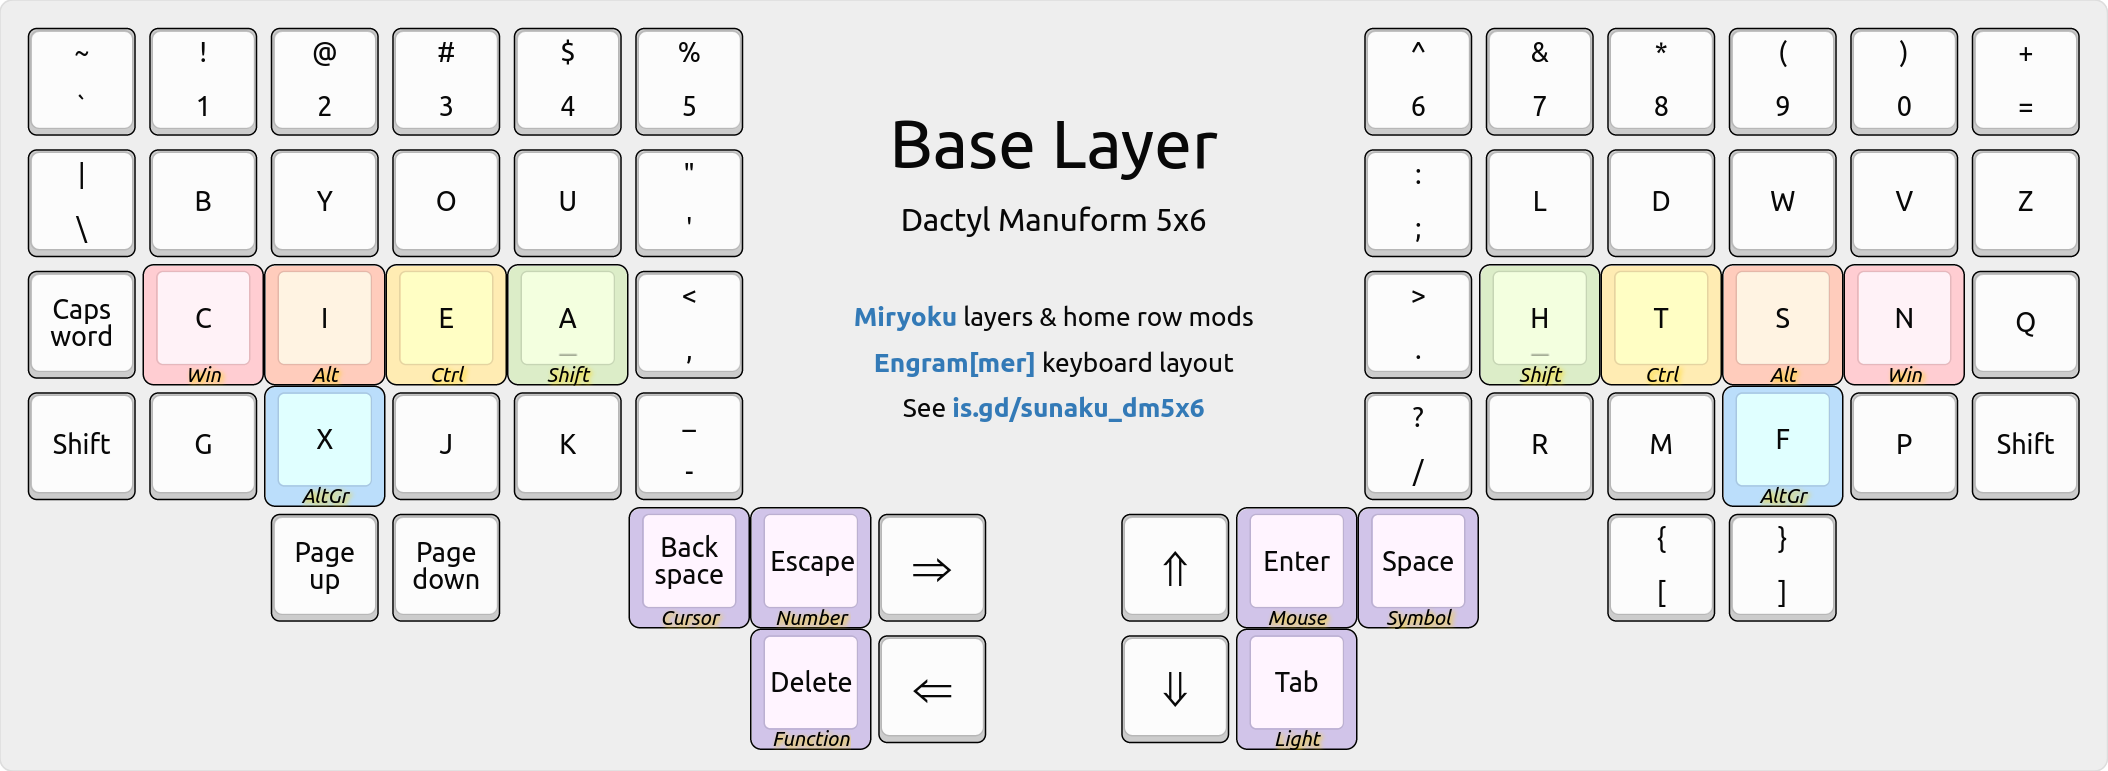 ~ ! @ # $ % ^ & * ( ) +
` 1 2 3 4 5 6 7 8 9 0 =
Base Layer
| B Y O U " : L D W V Z
\ ' ;
Dactyl Manuform 5x6
Caps word C I E A < > H T S N Q
_ , . _
Win Alt Ctrl Shift Shift Ctrl Alt Win
Miryoku layers & home row mods
Engram[mer] keyboard layout
See is.gd/sunaku_dm5x6
Shift G X J K _ ? R M F P Shift
- /
AltGr AltGr
Page up Page down Back space Escape ⇒ ⇑ Enter Space { }
[ ]
Cursor Number Mouse Symbol
Delete ⇐ ⇓ Tab
Function Light